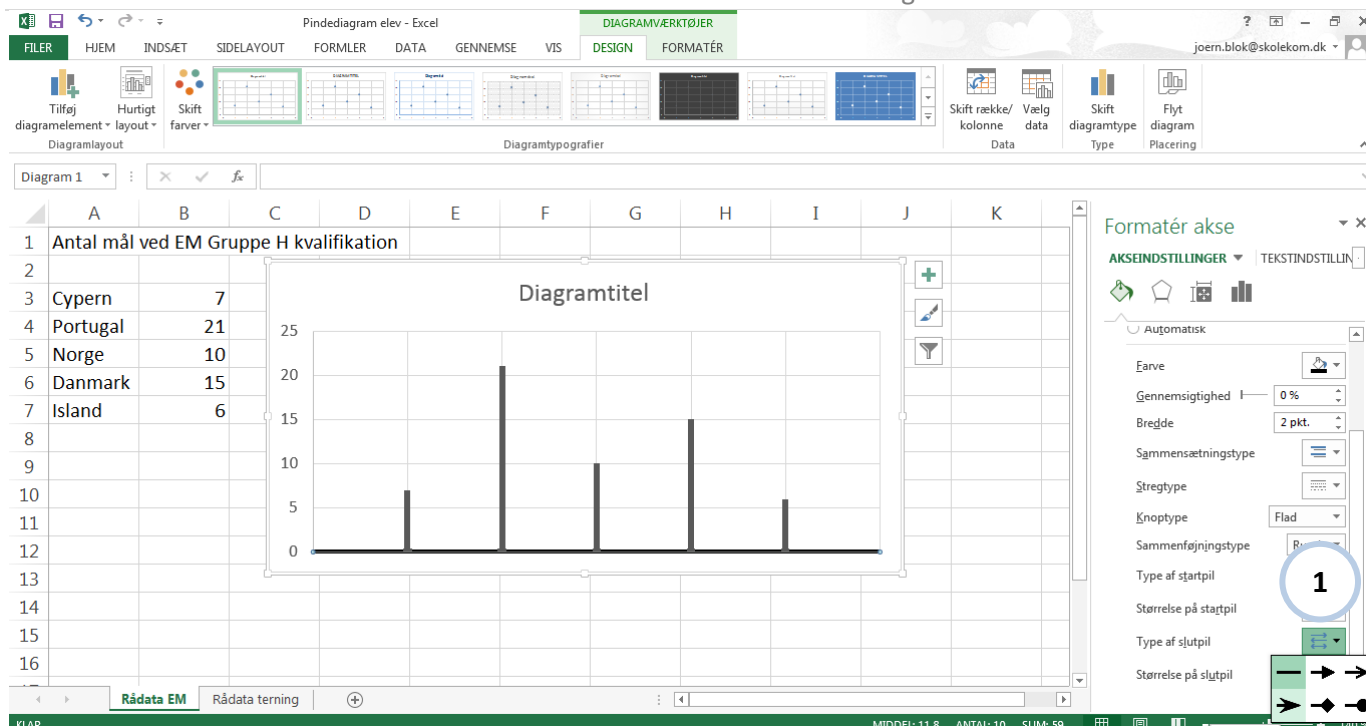 Pindediagram elev - Excel
DIAGRAMVÆRKTØJER
?
FILER HJEM INDSÆT SIDELAYOUT FORMLER DATA GENNEMSE VIS DESIGN FORMATÉR
joern.blok@skolekom.dk
Tilføj diagramelement
Hurtigt layout
Skift farver
Skift række/ kolonne
Vælg data
Skift diagramtype
Flyt diagram
Diagramlayout
Diagramtypografier
Data
Type
Placering
Diagram 1
fx
A B C D E F G H I J K
1 Antal mål ved EM Gruppe H kvalifikation
2
3 Cypern 7
4 Portugal 21
5 Norge 10
6 Danmark 15
7 Island 6
8
9
10
11
12
13
14
15
16
Diagramtitel
25
20
15
10
5
0
Formatér akse
AKSEINDSTILLINGER TEKSTINDSTILLIN
Automatisk
Farve
Gennemsigtighed 0 %
Bredde 2 pkt.
Sammensætningstype
Stregtype
Knoptype Flad
Sammenføjningstype
Type af startpil
1
Størrelse på startpil
Type af slutpil
Størrelse på slutpil
Rådata EM Rådata terning
KLAR
MIDDEL: 11,8 ANTAL: 10 SUM: 59